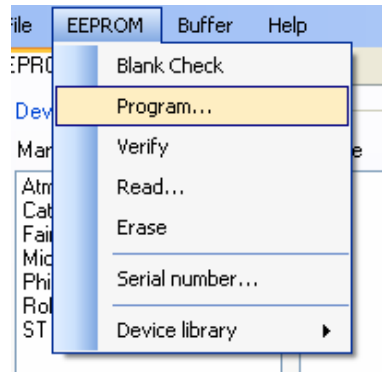 ile EEPROM Buffer Help
EPRO
Blank Check
Dev
Program...
Mar
Verify
e
Atm
Read...
Cat
Fai
Erase
Mic
Phi
Serial number...
Rol
ST
Device library